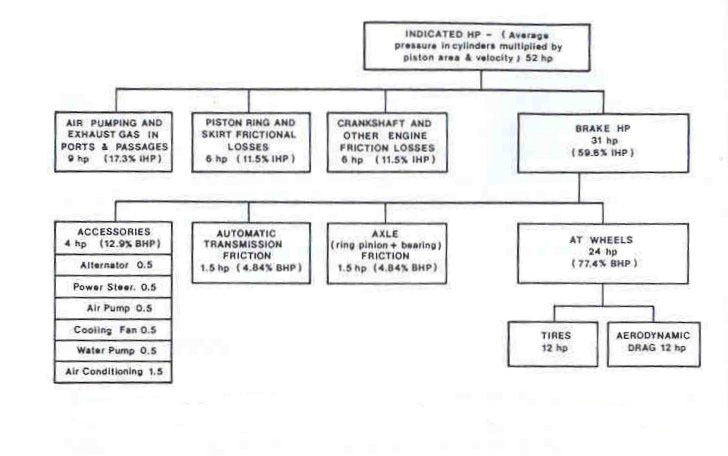 INDICATED HP - ( Average
pressure in cylinders multiplied by
piston area & velocity ) 52 hp
AIR PUMPING AND
EXHAUST GAS IN
PORTS & PASSAGES
9 hp (17.3% IHP)
PISTON RING AND
SKIRT FRICTIONAL
LOSSES
6 hp (11.5% IHP)
CRANKSHAFT AND
OTHER ENGINE
FRICTION LOSSES
6 hp (11.5% IHP)
BRAKE HP
31 hp
(59.6% IHP)
ACCESSORIES
4 hp (12.9% BHP)
Alternator 0.5
Power Steer. 0.5
Air Pump 0.5
Cooling Fan 0.5
Water Pump 0.5
Air Conditioning 1.5
AUTOMATIC
TRANSMISSION
FRICTION
1.5 hp (4.84% BHP)
AXLE
(ring pinion + bearing)
FRICTION
1.5 hp (4.84% BHP)
AT WHEELS
24 hp
(77.4% BHP)
TIRES
12 hp
AERODYNAMIC
DRAG 12 hp